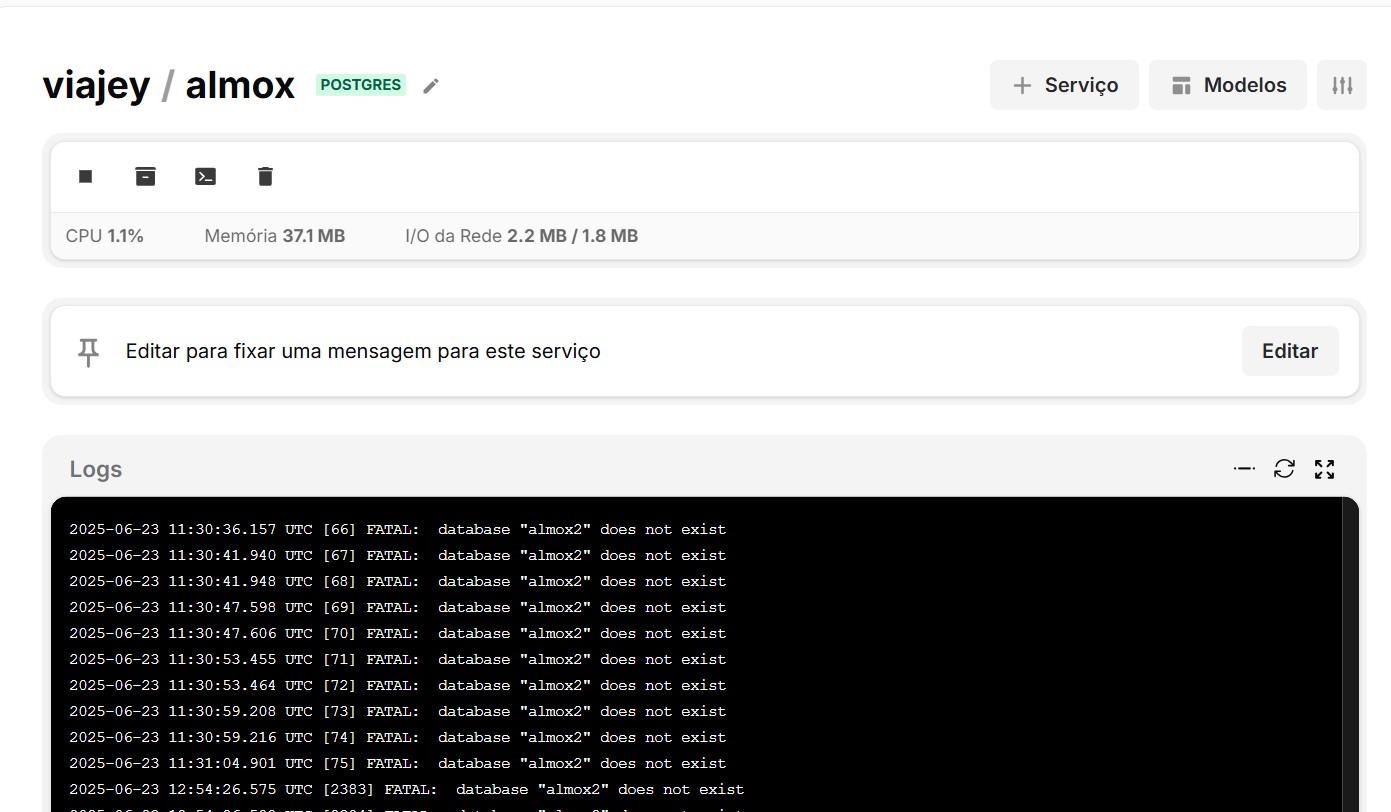 viajey / almox POSTGRES
Serviço
Modelos
CPU 1.1% Memória 37.1 MB I/O da Rede 2.2 MB / 1.8 MB
Editar para fixar uma mensagem para este serviço
Editar
Logs
2025-06-23 11:30:36.157 UTC [66] FATAL:  database "almox2" does not exist
2025-06-23 11:30:41.940 UTC [67] FATAL:  database "almox2" does not exist
2025-06-23 11:30:41.948 UTC [68] FATAL:  database "almox2" does not exist
2025-06-23 11:30:47.598 UTC [69] FATAL:  database "almox2" does not exist
2025-06-23 11:30:47.606 UTC [70] FATAL:  database "almox2" does not exist
2025-06-23 11:30:53.455 UTC [71] FATAL:  database "almox2" does not exist
2025-06-23 11:30:53.464 UTC [72] FATAL:  database "almox2" does not exist
2025-06-23 11:30:59.208 UTC [73] FATAL:  database "almox2" does not exist
2025-06-23 11:30:59.216 UTC [74] FATAL:  database "almox2" does not exist
2025-06-23 11:31:04.901 UTC [75] FATAL:  database "almox2" does not exist
2025-06-23 12:54:26.575 UTC [2383] FATAL:  database "almox2" does not exist